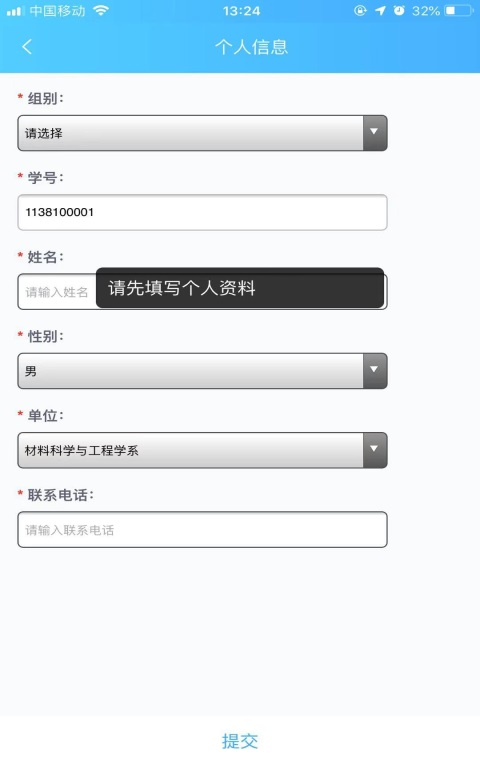 中国移动 13:24 32%
个人信息
* 组别：
请选择
* 学号：
1138100001
* 姓名：
请输入姓名
请先填写个人资料
* 性别：
男
* 单位：
材料科学与工程学系
* 联系电话：
请输入联系电话
提交